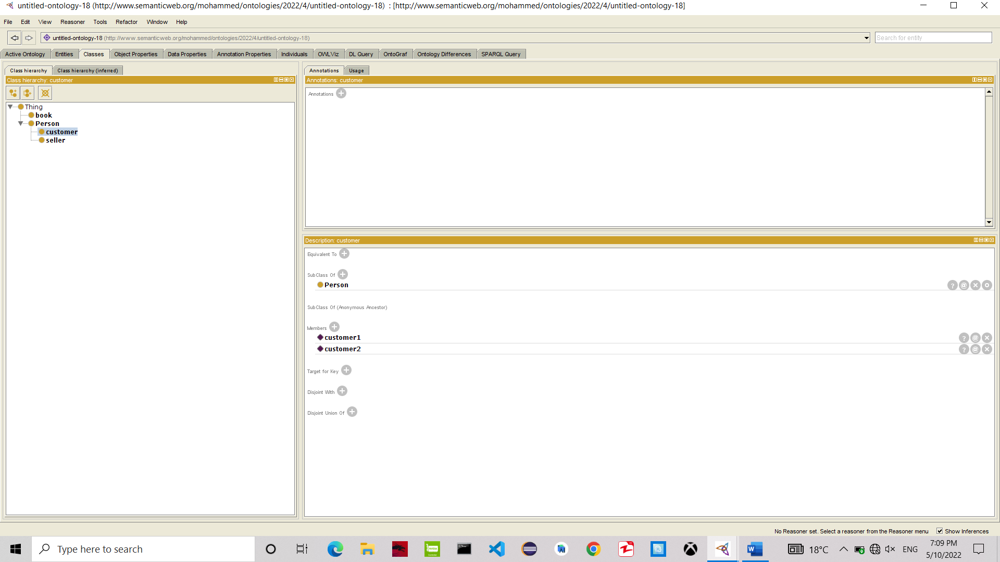 untitled-ontology-18 (http://www.semanticweb.org/mohammed/ontologies/2022/4/untitled-ontology-18) : [http://www.semanticweb.org/mohammed/ontologies/2022/4/untitled-ontology-18]
File Edit View Reasoner Tools Refactor Window Help
untitled-ontology-18 (http://www.semanticweb.org/mohammed/ontologies/2022/4/untitled-ontology-18)
Search for entity
Active Ontology Entities Classes Object Properties Data Properties Annotation Properties Individuals OWLViz DL Query OntoGraf Ontology Differences SPARQL Query
Class hierarchy Class hierarchy (inferred)
Class hierarchy: customer
Thing
book
Person
customer
seller
Annotations Usage
Annotations: customer
Annotations
Description: customer
Equivalent To
SubClass Of
Person
SubClass Of (Anonymous Ancestor)
Members
customer1
customer2
Target for Key
Disjoint With
Disjoint Union Of
No Reasoner set. Select a reasoner from the Reasoner menu Show Inferences
Type here to search
18°C
ENG
7:09 PM
5/10/2022